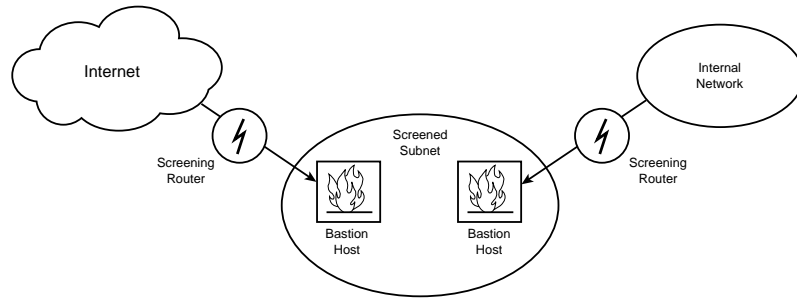 Internet
Internal
Network
Screened
Subnet
Screening
Router
Screening
Router
Bastion
Host
Bastion
Host